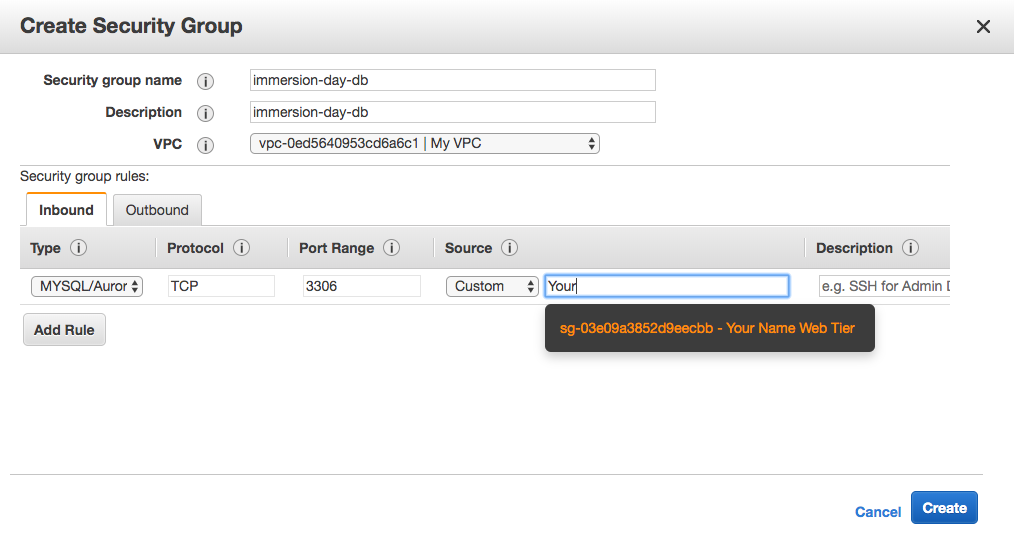 Create Security Group
Security group name i immersion-day-db
Description i immersion-day-db
VPC i vpc-0ed5640953cd6a6c1 | My VPC
Security group rules:
Inbound Outbound
Type i Protocol i Port Range i Source i Description i
MYSQL/Auror TCP 3306 Custom Your e.g. SSH for Admin D
Add Rule sg-03e09a3852d9eecbb - Your Name Web Tier
Cancel Create